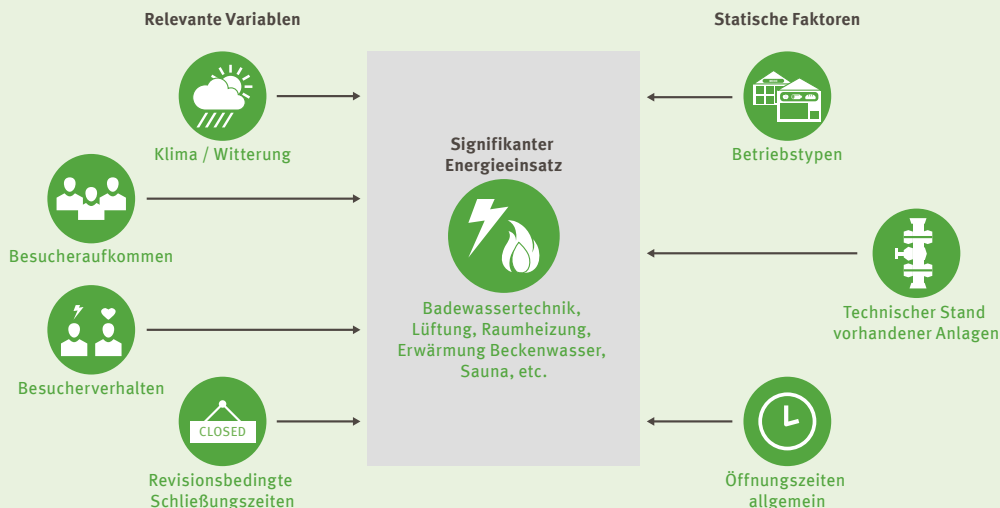 Relevante Variablen
Klima / Witterung
Besucheraufkommen
Besucherverhalten
CLOSED
Revisionsbedingte
Schließungszeiten
Signifikanter
Energieeinsatz
Badewassertechnik,
Lüftung, Raumheizung,
Erwärmung Beckenwasser,
Sauna, etc.
Statische Faktoren
Betriebstypen
Technischer Stand
vorhandener Anlagen
Öffnungszeiten
allgemein